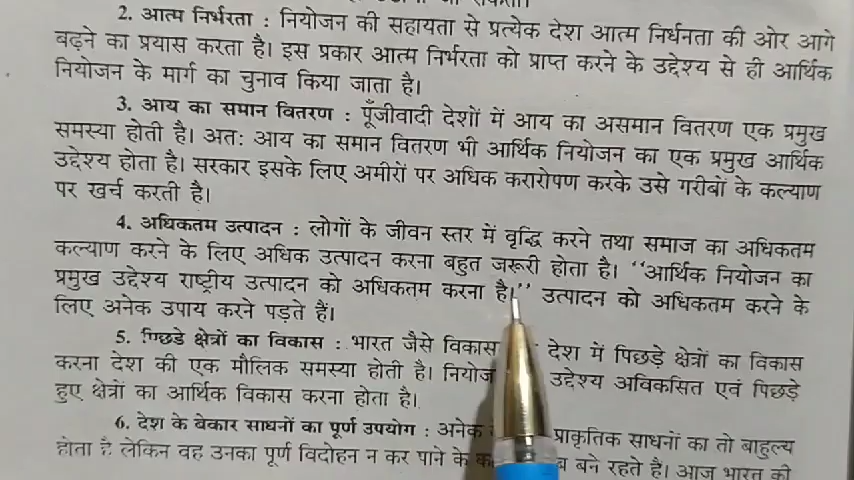 2. आत्म निर्भरता : नियोजन की सहायता से प्रत्येक देश आत्म निर्धनता की ओर आगे
बढ़ने का प्रयास करता है। इस प्रकार आत्म निर्भरता को प्राप्त करने के उद्देश्य से ही आर्थिक
नियोजन के मार्ग का चुनाव किया जाता है।
3. आय का समान वितरण : पूँजीवादी देशों में आय का असमान वितरण एक प्रमुख
समस्या होती है। अतः आय का समान वितरण भी आर्थिक नियोजन का एक प्रमुख आर्थिक
उद्देश्य होता है। सरकार इसके लिए अमीरों पर अधिक करारोपण करके उसे गरीबों के कल्याण
पर खर्च करती है।
4. अधिकतम उत्पादन : लोगों के जीवन स्तर में वृद्धि करने तथा समाज का अधिकतम
कल्याण करने के लिए अधिक उत्पादन करना बहुत जरूरी होता है। ‘‘आर्थिक नियोजन का
प्रमुख उद्देश्य राष्ट्रीय उत्पादन को अधिकतम करना है।’’ उत्पादन को अधिकतम करने के
लिए अनेक उपाय करने पड़ते हैं।
5. पिछडे क्षेत्रों का विकास : भारत जैसे विकास देश में पिछड़े क्षेत्रों का विकास
करना देश की एक मौलिक समस्या होती है। उद्देश्य अविकसित एवं पिछड़े
हुए क्षेत्रों का आर्थिक विकास करना होता है।
6. देश के बेकार साधनों का पूर्ण उपयोग : अनेक प्राकृतिक साधनों का तो बाहुल्य
होता है लेकिन वह उनका पूर्ण विदोहन न कर पाने के बने रहते हैं। आज भारत की